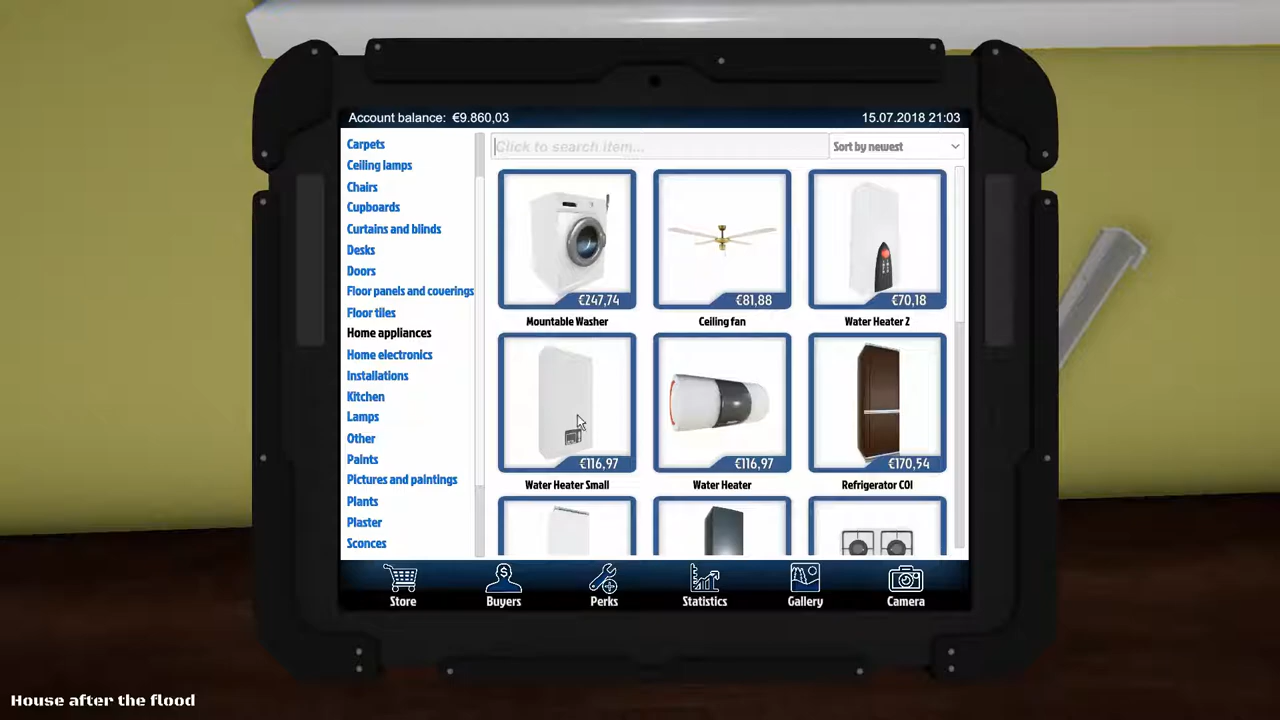 Account balance: €9.860,03
15.07.2018 21:03
Carpets
Ceiling lamps
Chairs
Cupboards
Curtains and blinds
Desks
Doors
Floor panels and coverings
Floor tiles
Home appliances
Home electronics
Installations
Kitchen
Lamps
Other
Paints
Pictures and paintings
Plants
Plaster
Sconces
Click to search item...
Sort by newest
€247,74
€81,88
€70,18
Mountable Washer
Ceiling fan
Water Heater 2
€116,97
€116,97
€170,54
Water Heater Small
Water Heater
Refrigerator C01
Store
Buyers
Perks
Statistics
Gallery
Camera
House after the flood